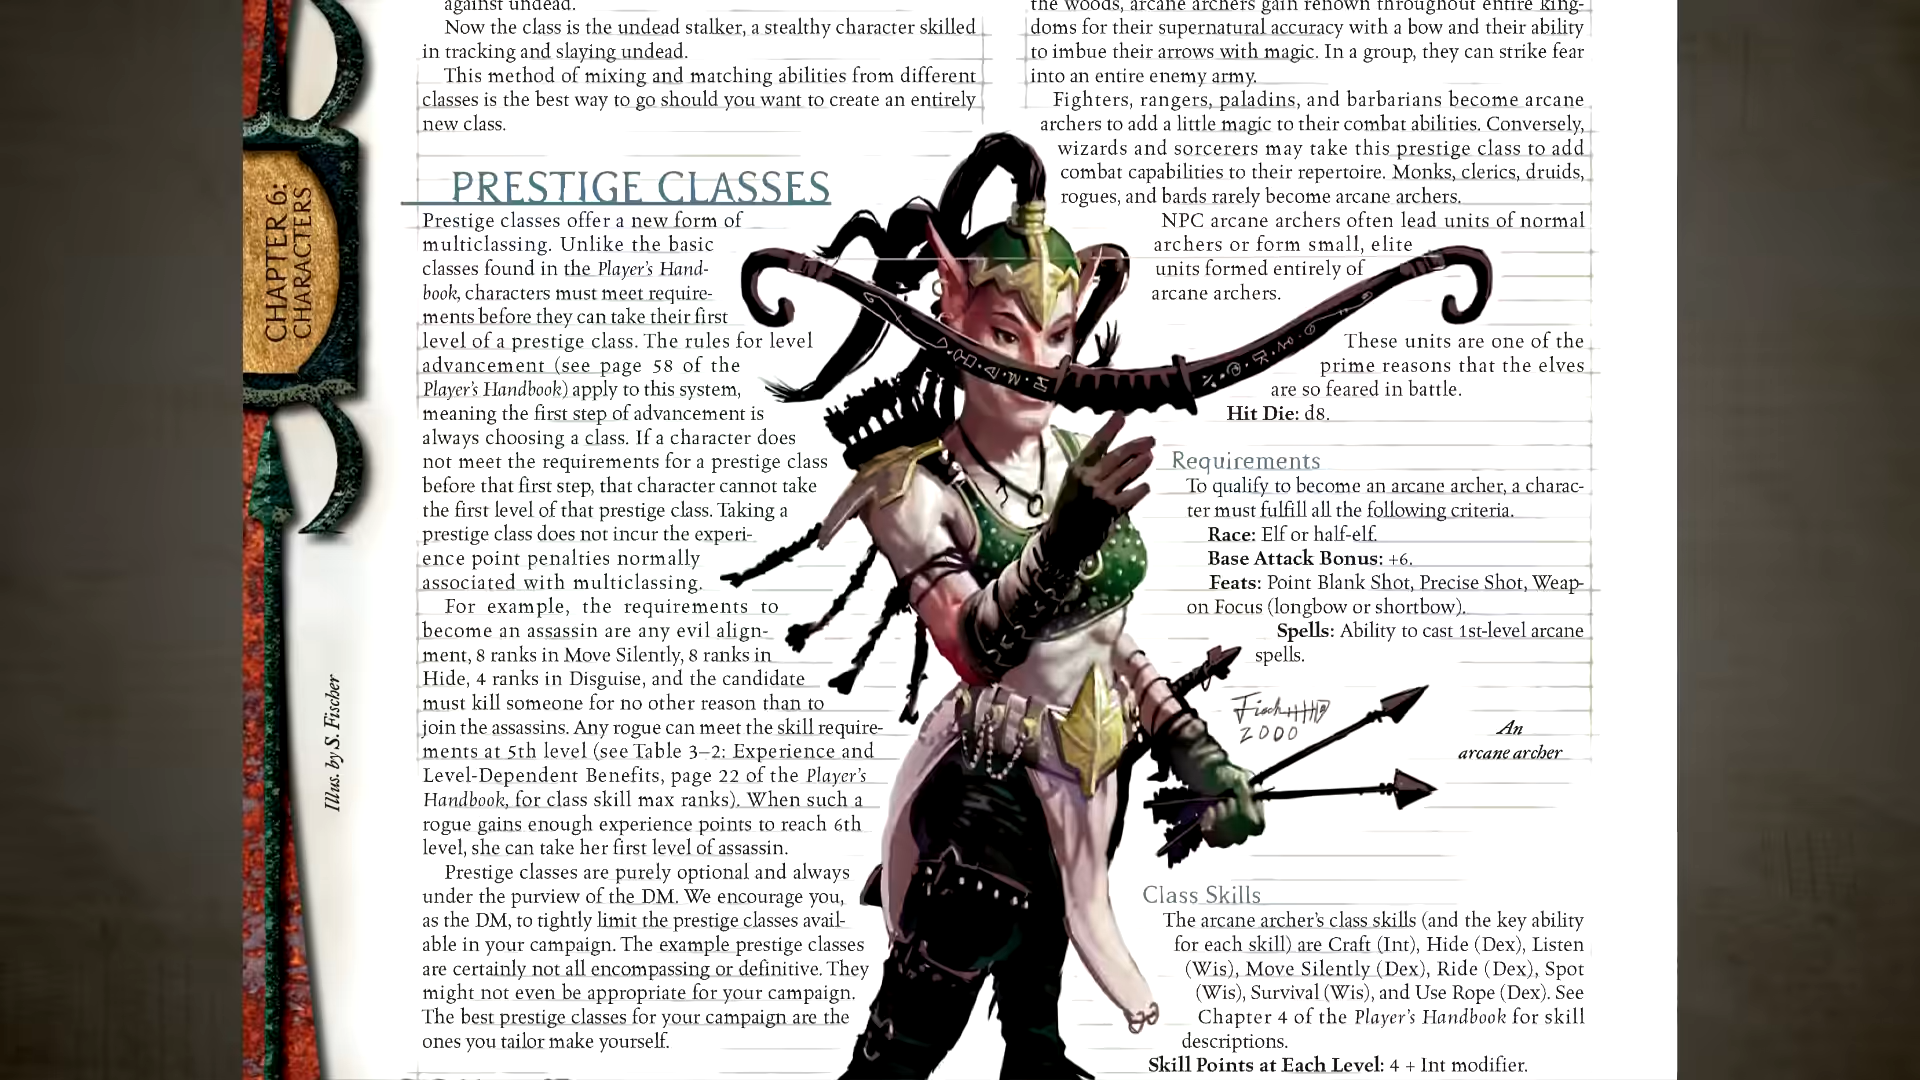 against undead.
Now the class is the undead stalker, a stealthy character skilled
in tracking and slaying undead.
This method of mixing and matching abilities from different
classes is the best way to go should you want to create an entirely
new class.
PRESTIGE CLASSES
Prestige classes offer a new form of
multiclassing. Unlike the basic
classes found in the Player's Hand-
book, characters must meet require-
ments before they can take their first
level of a prestige class. The rules for level
advancement (see page 58 of the
Player's Handbook) apply to this system,
meaning the first step of advancement is
always choosing a class. If a character does
not meet the requirements for a prestige class
before that first step, that character cannot take
the first level of that prestige class. Taking a
prestige class does not incur the experi-
ence point penalties normally
associated with multiclassing.
For example, the requirements to
become an assassin are any evil align-
ment, 8 ranks in Move Silently, 8 ranks in
Hide, 4 ranks in Disguise, and the candidate
must kill someone for no other reason than to
join the assassins. Any rogue can meet the skill require-
ments at 5th level (see Table 3–2: Experience and
Level-Dependent Benefits, page 22 of the Player's
Handbook, for class skill max ranks). When such a
rogue gains enough experience points to reach 6th
level, she can take her first level of assassin.
Prestige classes are purely optional and always
under the purview of the DM. We encourage you,
as the DM, to tightly limit the prestige classes avail-
able in your campaign. The example prestige classes
are certainly not all encompassing or definitive. They
might not even be appropriate for your campaign.
The best prestige classes for your campaign are the
ones you tailor make yourself.
the woods, arcane archers gain renown throughout entire king-
doms for their supernatural accuracy with a bow and their ability
to imbue their arrows with magic. In a group, they can strike fear
into an entire enemy army.
Fighters, rangers, paladins, and barbarians become arcane
archers to add a little magic to their combat abilities. Conversely,
wizards and sorcerers may take this prestige class to add
combat capabilities to their repertoire. Monks, clerics, druids,
rogues, and bards rarely become arcane archers.
NPC arcane archers often lead units of normal
archers or form small, elite
units formed entirely of
arcane archers.
These units are one of the
prime reasons that the elves
are so feared in battle.
Hit Die: d8.
Requirements
To qualify to become an arcane archer, a charac-
ter must fulfill all the following criteria.
Race: Elf or half-elf.
Base Attack Bonus: +6.
Feats: Point Blank Shot, Precise Shot, Weap-
on Focus (longbow or shortbow).
Spells: Ability to cast 1st-level arcane
spells.
2000
An
arcane archer
Class Skills
The arcane archer's class skills (and the key ability
for each skill) are Craft (Int), Hide (Dex), Listen
(Wis), Move Silently (Dex), Ride (Dex), Spot
(Wis), Survival (Wis), and Use Rope (Dex). See
Chapter 4 of the Player's Handbook for skill
descriptions.
Skill Points at Each Level: 4 + Int modifier.
CHAPTER 6:
CHARACTERS
Illus. by S. Fischer